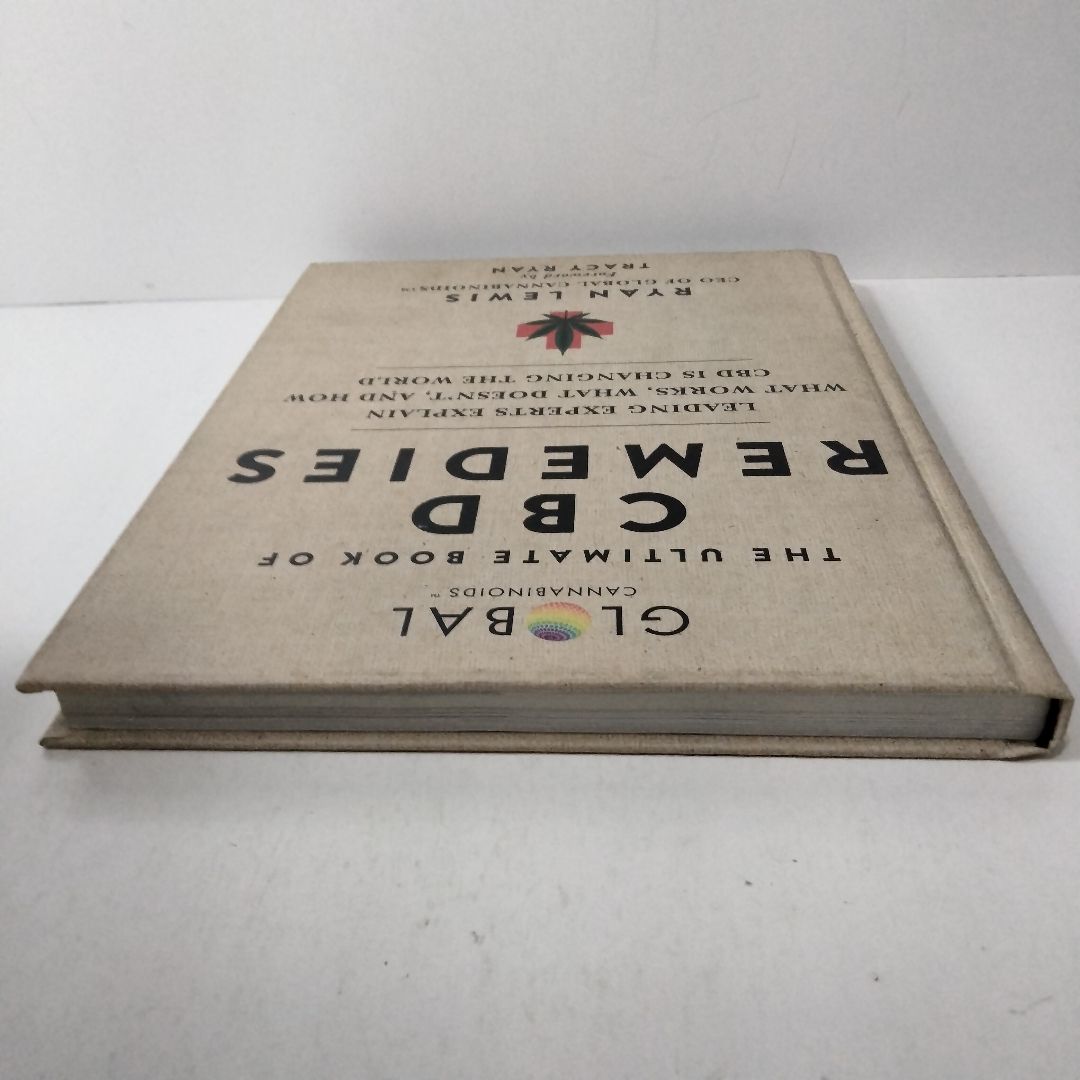 GLOBAL
CANNABINOIDS™
THE ULTIMATE BOOK OF
CBD
REMEDIES
LEADING EXPERTS EXPLAIN
WHAT WORKS, WHAT DOESN'T, AND HOW
CBD IS CHANGING THE WORLD
RYAN LEWIS
CEO OF GLOBAL CANNABINOIDS™
Foreword by
TRACY RYAN